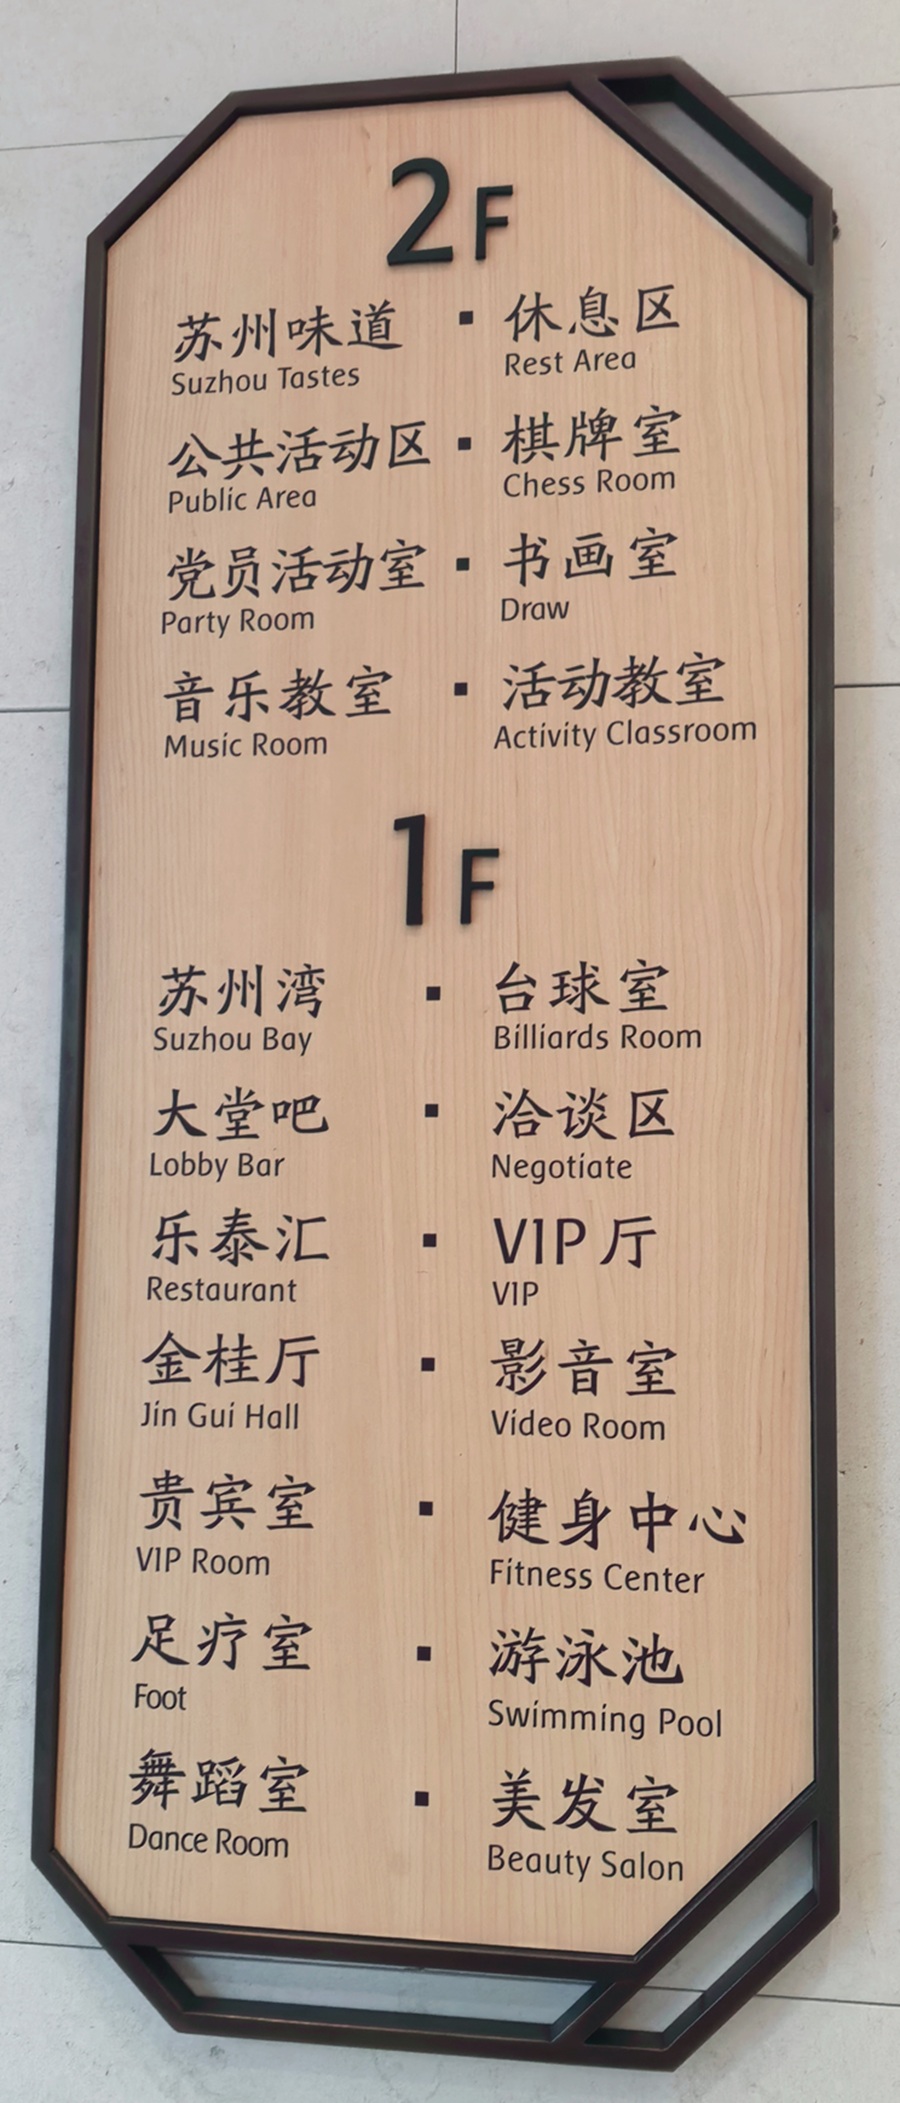 2F
苏州味道 ▪ 休息区
Suzhou Tastes Rest Area
公共活动区 ▪ 棋牌室
Public Area Chess Room
党员活动室 ▪ 书画室
Party Room Draw
音乐教室 ▪ 活动教室
Music Room Activity Classroom
1F
苏州湾 ▪ 台球室
Suzhou Bay Billiards Room
大堂吧 ▪ 洽谈区
Lobby Bar Negotiate
乐泰汇 ▪ VIP厅
Restaurant VIP
金桂厅 ▪ 影音室
Jin Gui Hall Video Room
贵宾室 ▪ 健身中心
VIP Room Fitness Center
足疗室 ▪ 游泳池
Foot Swimming Pool
舞蹈室 ▪ 美发室
Dance Room Beauty Salon